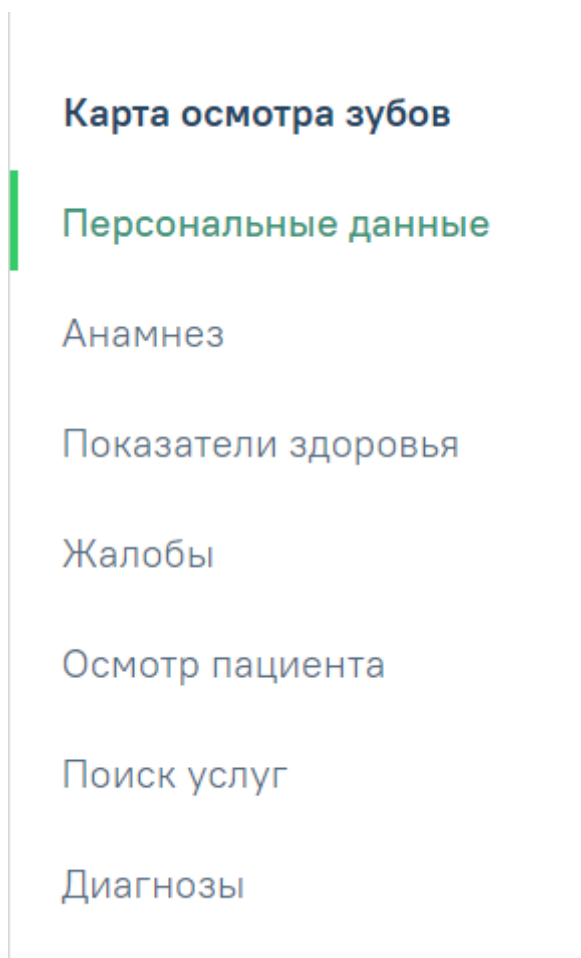 Карта осмотра зубов
Персональные данные
Анамнез
Показатели здоровья
Жалобы
Осмотр пациента
Поиск услуг
Диагнозы